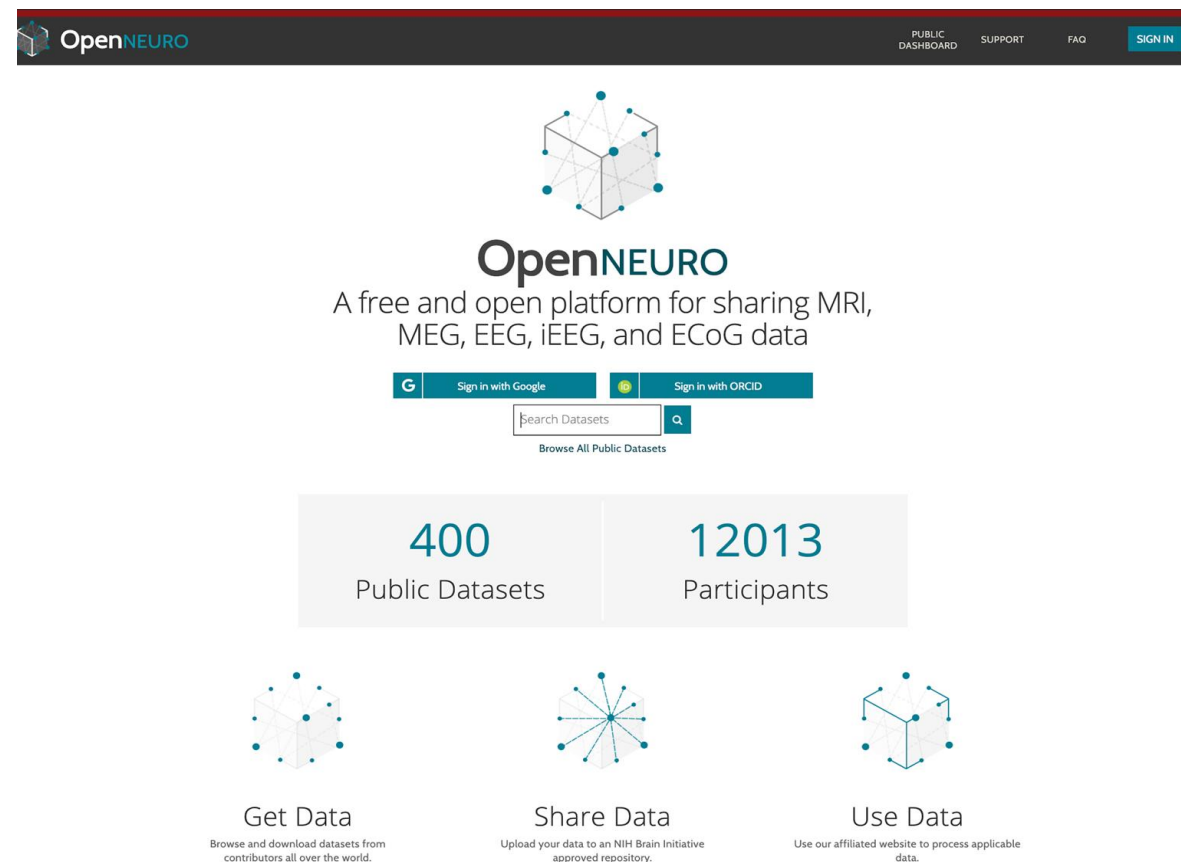 OpenNEURO
PUBLIC
DASHBOARD
SUPPORT
FAQ
SIGN IN
OpenNEURO
A free and open platform for sharing MRI,
MEG, EEG, iEEG, and ECoG data
G
Sign in with Google
iD
Sign in with ORCID
Search Datasets
Browse All Public Datasets
400
Public Datasets
12013
Participants
Get Data
Browse and download datasets from
contributors all over the world.
Share Data
Upload your data to an NIH Brain Initiative
approved repository.
Use Data
Use our affiliated website to process applicable
data.